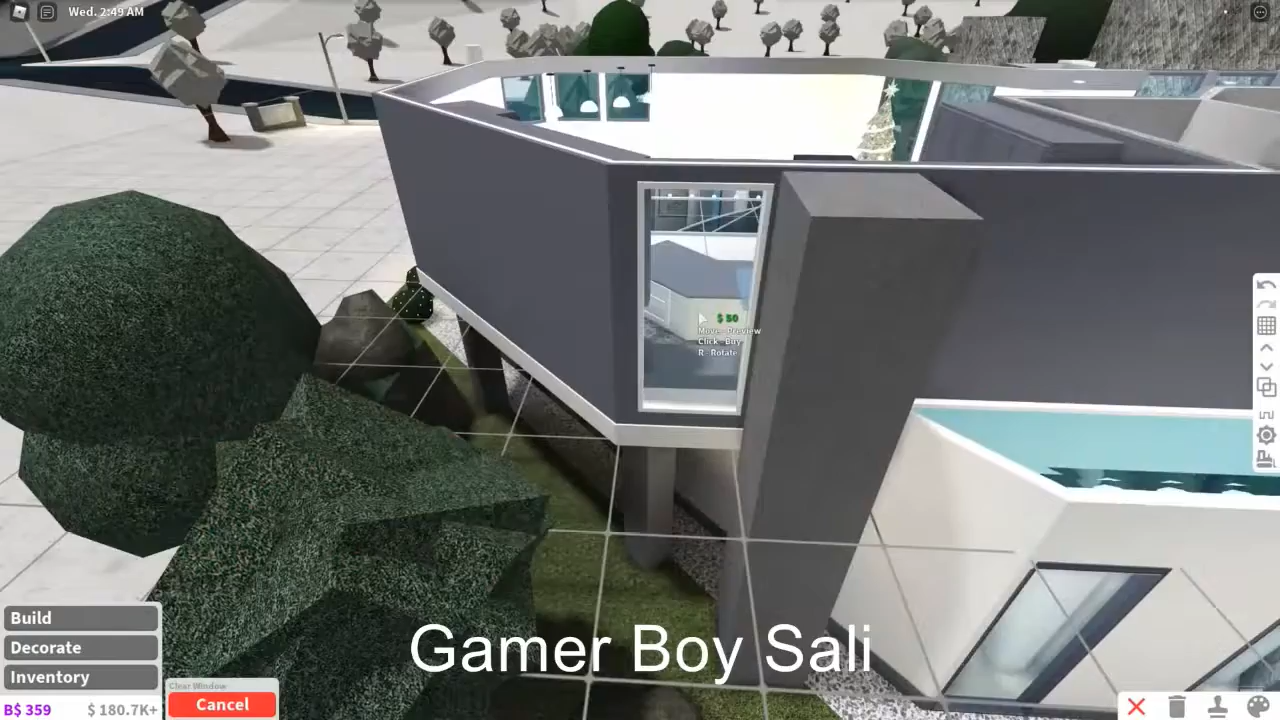 Wed. 2:49 AM
$ 50
Move- Preview
Click- Buy
R- Rotate
Build
Decorate
Inventory
B$ 359
$ 180.7K+
Clear Window
Cancel
Gamer Boy Sali